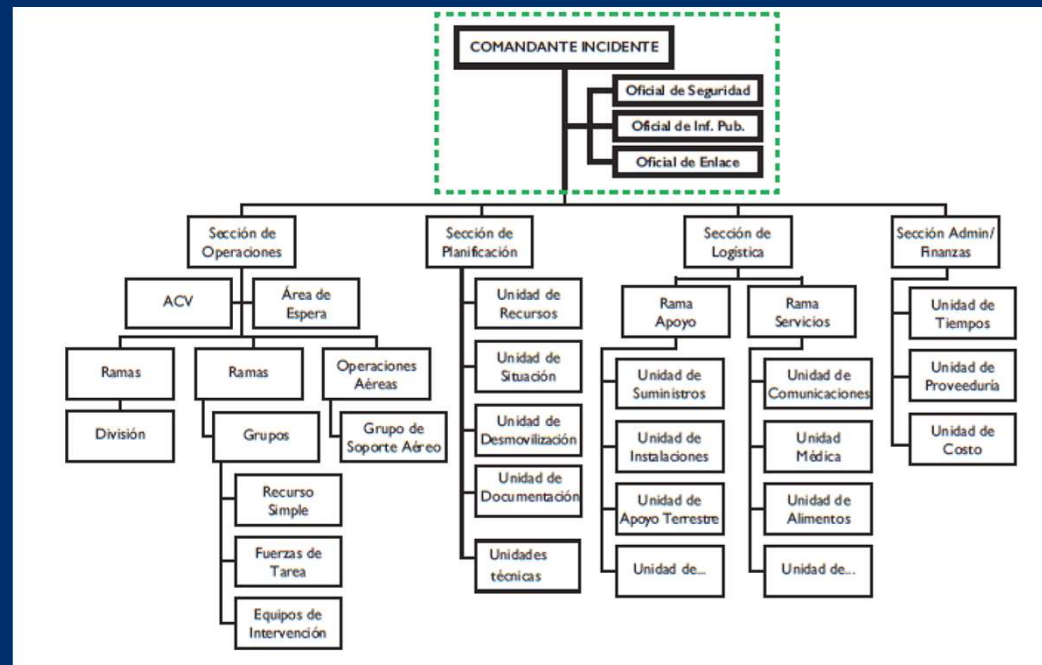 COMANDANTE INCIDENTE
Oficial de Seguridad
Oficial de Inf. Pub.
Oficial de Enlace
Sección de
Operaciones
Sección de
Planificación
Sección de
Logística
Sección Admin/
Finanzas
ACV
Área de
Espera
Ramas
Ramas
Operaciones
Aéreas
División
Grupos
Grupo de
Soporte Aéreo
Recurso
Simple
Fuerzas de
Tarea
Equipos de
Intervención
Unidad de
Recursos
Unidad de
Situación
Unidad de
Desmovilización
Unidad de
Documentación
Unidades
técnicas
Rama
Apoyo
Rama
Servicios
Unidad de
Suministros
Unidad de
Instalaciones
Unidad de
Apoyo Terrestre
Unidad de...
Unidad de
Comunicaciones
Unidad
Médica
Unidad de
Alimentos
Unidad de...
Unidad de
Tiempos
Unidad de
Proveeduría
Unidad de
Costo